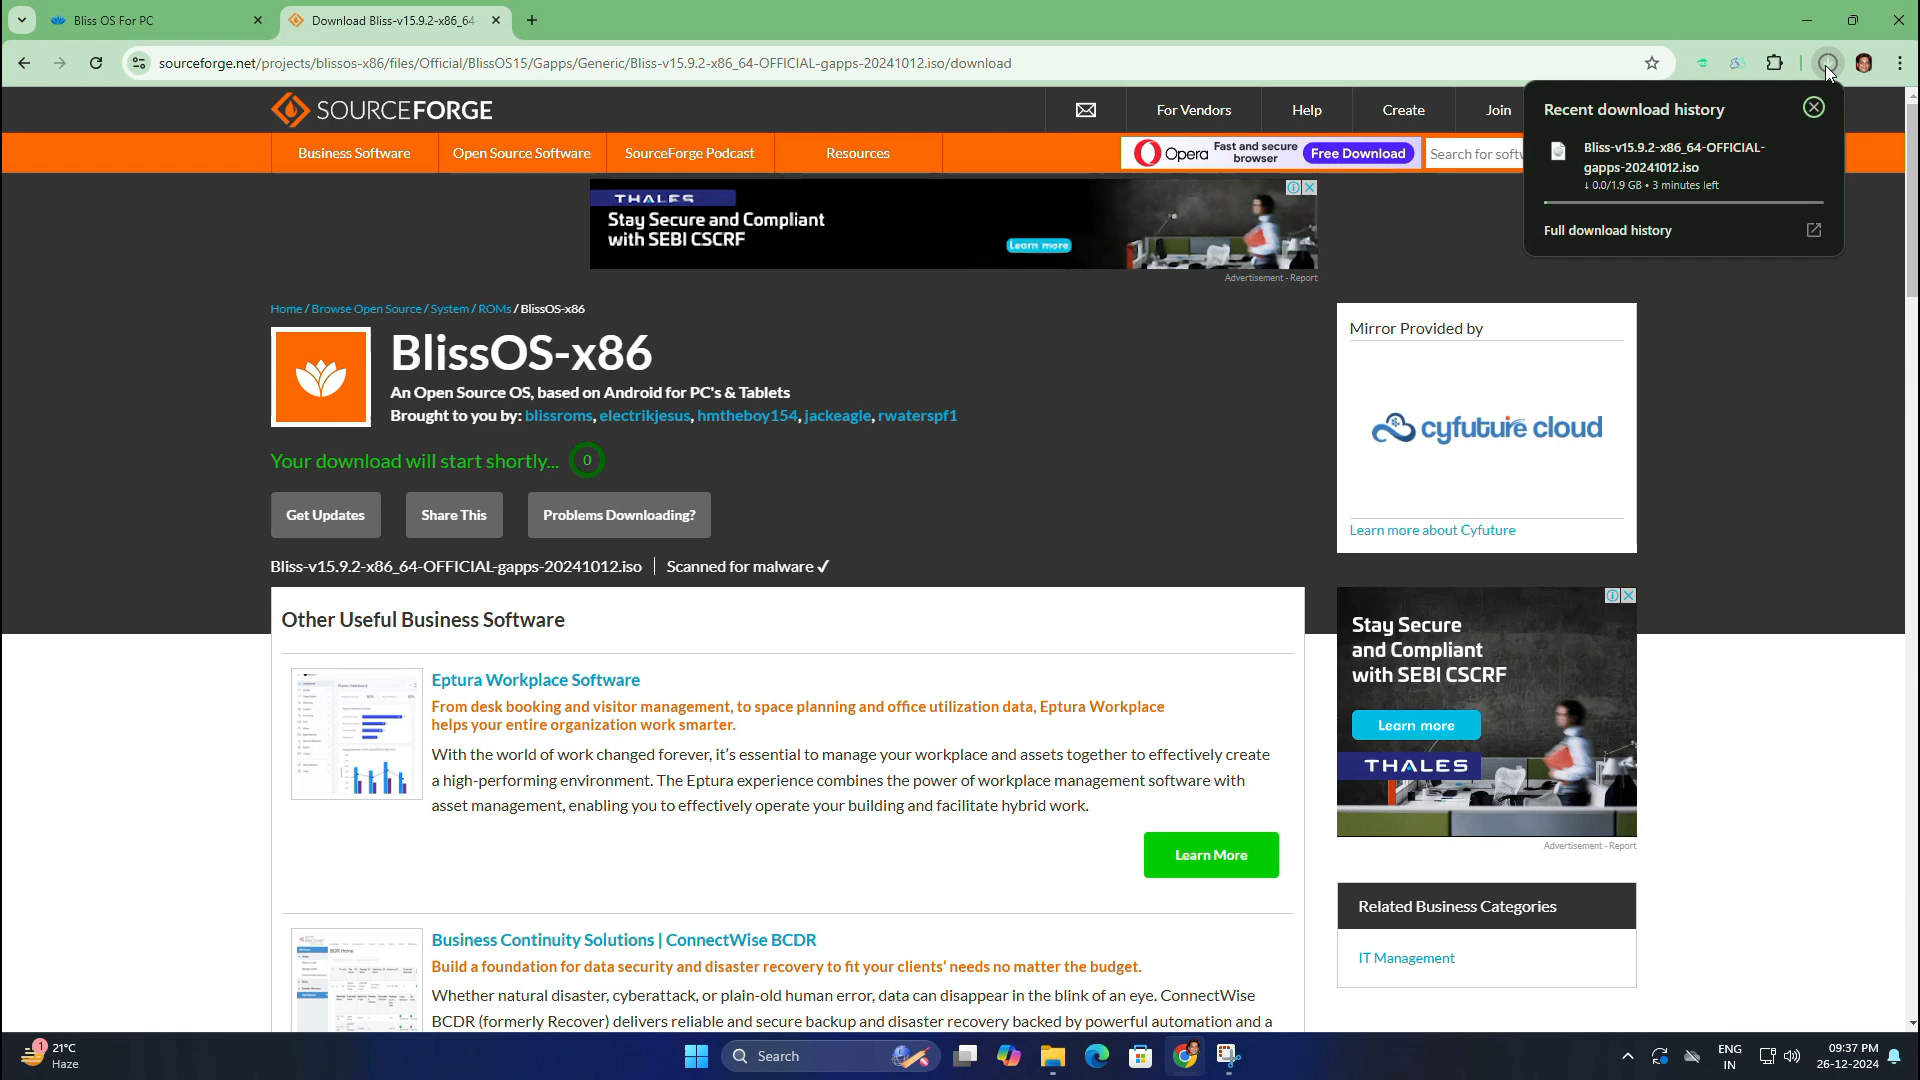 Bliss OS For PC
Download Bliss-v15.9.2-x86_64-
sourceforge.net/projects/blissos-x86/files/Official/BlissOS15/Gapps/Generic/Bliss-v15.9.2-x86_64-OFFICIAL-gapps-20241012.iso/download
SOURCEFORGE
For Vendors
Help
Create
Join
Recent download history
Bliss-v15.9.2-x86_64-OFFICIAL-
gapps-20241012.iso
↓ 0.0/1.9 GB • 3 minutes left
Full download history
Business Software
Open Source Software
SourceForge Podcast
Resources
Opera
Fast and secure
browser
Free Download
Search for softw
THALES
Stay Secure and Compliant
with SEBI CSCRF
Learn more
Advertisement - Report
Home / Browse Open Source / System / ROMs / BlissOS-x86
BlissOS-x86
An Open Source OS, based on Android for PC's & Tablets
Brought to you by: blissroms, electrikjesus, hmtheboy154, jackeagle, rwaterspf1
Your download will start shortly... 0
Get Updates
Share This
Problems Downloading?
Bliss-v15.9.2-x86_64-OFFICIAL-gapps-20241012.iso
Scanned for malware ✓
Mirror Provided by
cyfuture cloud
Learn more about Cyfuture
Other Useful Business Software
Eptura Workplace Software
From desk booking and visitor management, to space planning and office utilization data, Eptura Workplace
helps your entire organization work smarter.
With the world of work changed forever, it’s essential to manage your workplace and assets together to effectively create
a high-performing environment. The Eptura experience combines the power of workplace management software with
asset management, enabling you to effectively operate your building and facilitate hybrid work.
Learn More
Business Continuity Solutions | ConnectWise BCDR
Build a foundation for data security and disaster recovery to fit your clients’ needs no matter the budget.
Whether natural disaster, cyberattack, or plain-old human error, data can disappear in the blink of an eye. ConnectWise
BCDR (formerly Recover) delivers reliable and secure backup and disaster recovery backed by powerful automation and a
Stay Secure
and Compliant
with SEBI CSCRF
Learn more
THALES
Advertisement - Report
Related Business Categories
IT Management
1
21°C
Haze
Search
ENG
IN
09:37 PM
26-12-2024